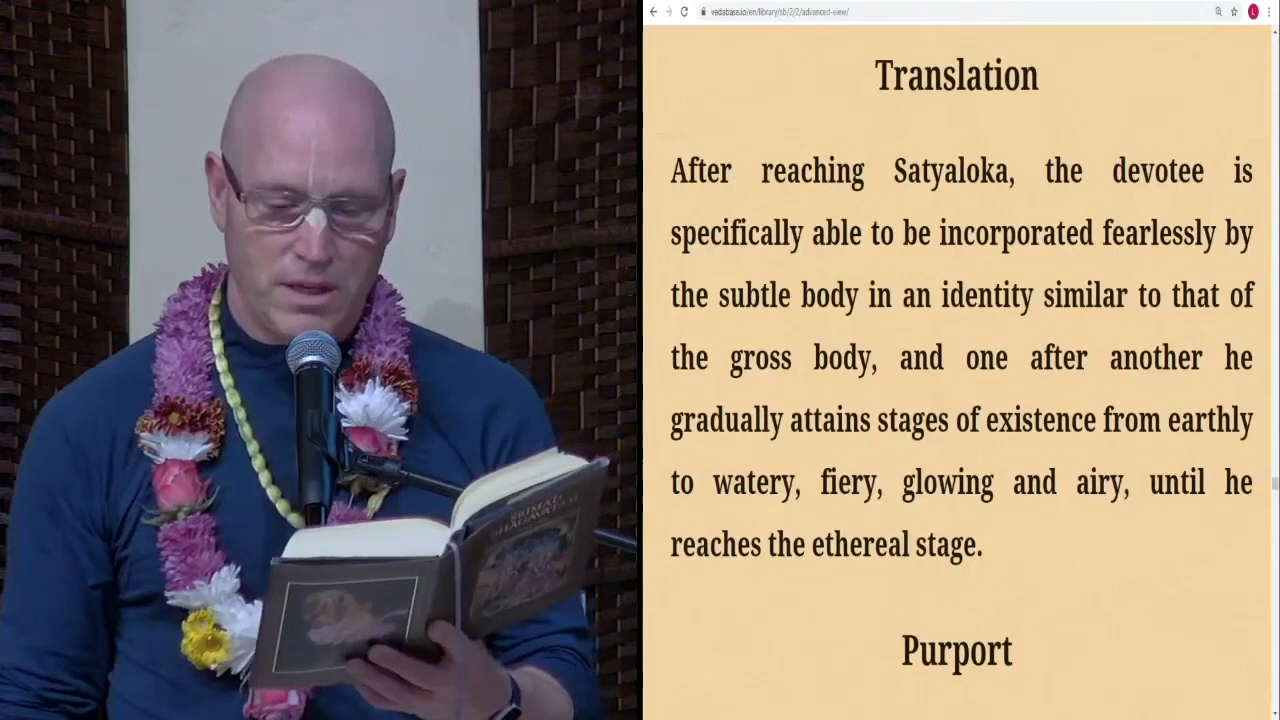 vedabase.io/en/library/sb/2/2/advanced-view/
Translation
After reaching Satyaloka, the devotee is
specifically able to be incorporated fearlessly by
the subtle body in an identity similar to that of
the gross body, and one after another he
gradually attains stages of existence from earthly
to watery, fiery, glowing and airy, until he
reaches the ethereal stage.
Purport
SRIMAD
BHAGAVATAM
L